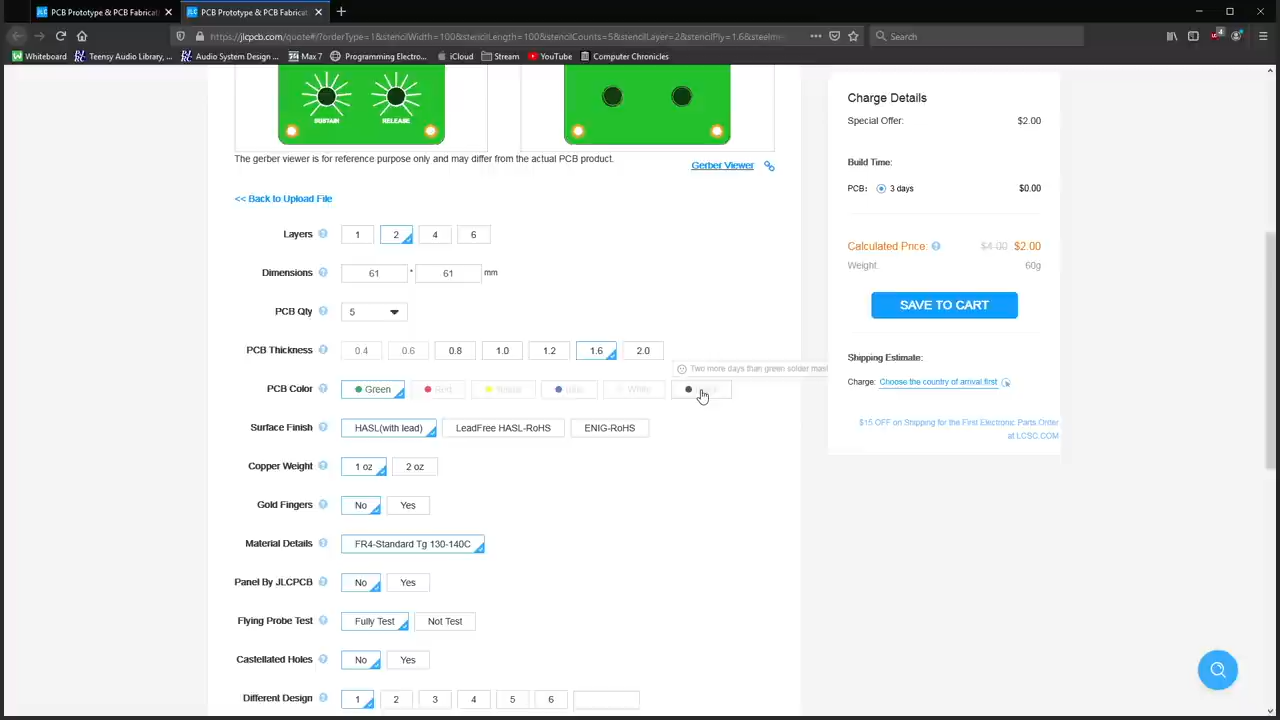 PCB Prototype & PCB Fabricat
PCB Prototype & PCB Fabricat
https://jlcpcb.com/quote#/?orderType=1&stencilWidth=100&stencilLength=100&stencilCounts=5&stencilLayer=2&stencilPly=1.6&steelme
Search
4
Whiteboard
Teensy Audio Library, ...
Audio System Design ...
Max 7
Programming Electro...
iCloud
Stream
YouTube
Computer Chronicles
SUSTAIN
RELEASE
The gerber viewer is for reference purpose only and may differ from the actual PCB product.
Gerber Viewer
<< Back to Upload File
Layers
1
2
4
6
Dimensions
61
*
61
mm
PCB Qty
5
PCB Thickness
0.4
0.6
0.8
1.0
1.2
1.6
2.0
Two more days than green solder mask
PCB Color
Green
Red
Yellow
Blue
White
Surface Finish
HASL(with lead)
LeadFree HASL-RoHS
ENIG-RoHS
Copper Weight
1 oz
2 oz
Gold Fingers
No
Yes
Material Details
FR4-Standard Tg 130-140C
Panel By JLCPCB
No
Yes
Flying Probe Test
Fully Test
Not Test
Castellated Holes
No
Yes
Different Design
1
2
3
4
5
6
Charge Details
Special Offer:
$2.00
Build Time:
PCB:
3 days
$0.00
Calculated Price:
$4.00
$2.00
Weight:
60g
SAVE TO CART
Shipping Estimate:
Charge:
Choose the country of arrival first
$15 OFF on Shipping for the First Electronic Parts Order
at LCSC.COM